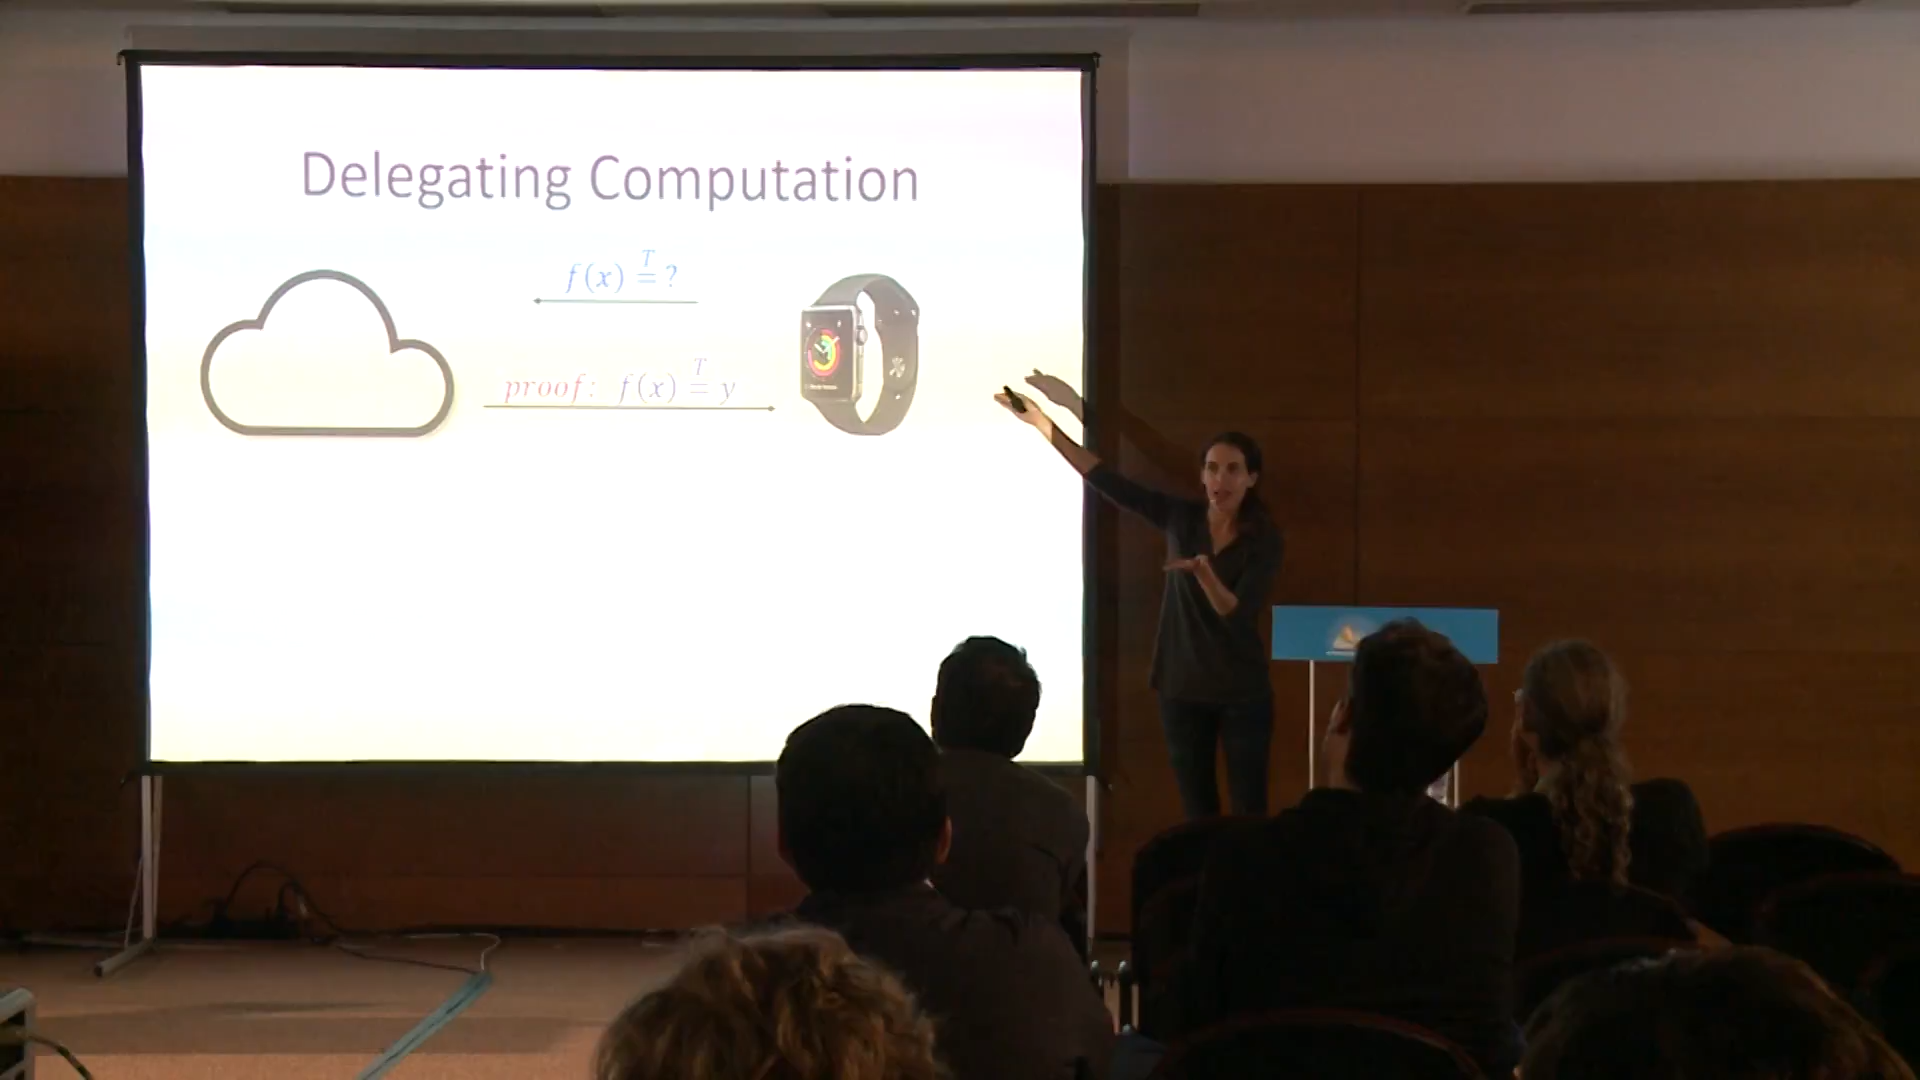 Delegating Computation
f(x) =ᵀ ?
proof: f(x) =ᵀ y